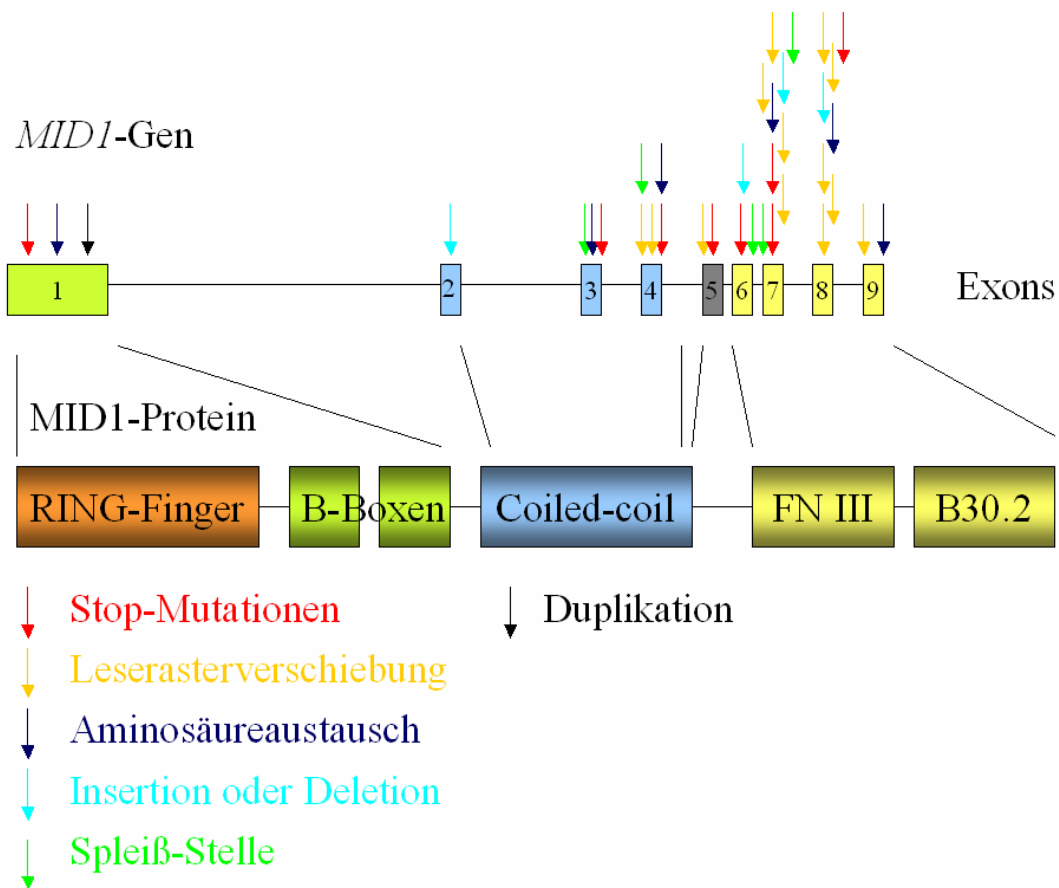 MID1-Gen
1 2 3 4 5 6 7 8 9
Exons
MID1-Protein
RING-Finger B-Boxen Coiled-coil FN III B30.2
Stop-Mutationen
Duplikation
Leserasterverschiebung
Aminosäureaustausch
Insertion oder Deletion
Spleiß-Stelle